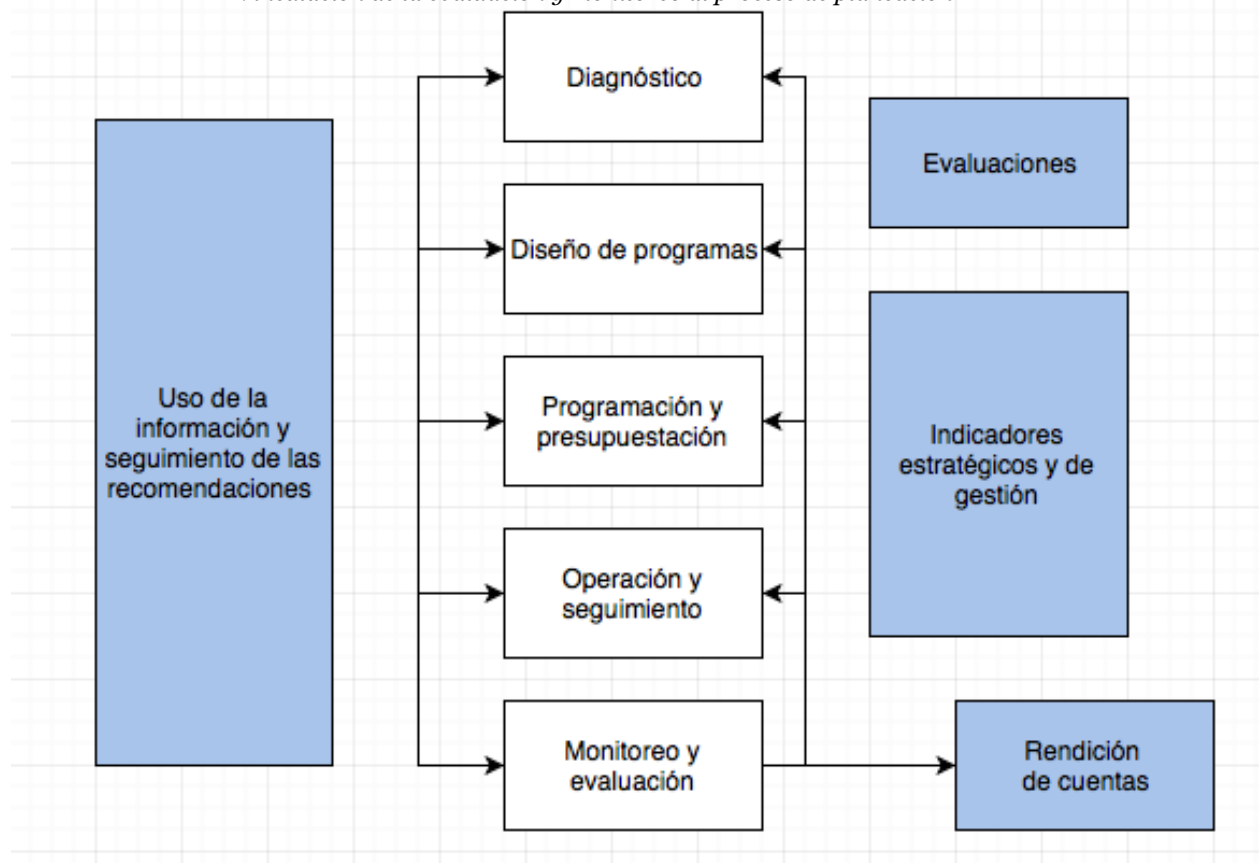 Diagnóstico
Evaluaciones
Diseño de programas
Uso de la
información y
seguimiento de las
recomendaciones
Programación y
presupuestación
Indicadores
estratégicos y de
gestión
Operación y
seguimiento
Monitoreo y
evaluación
Rendición
de cuentas